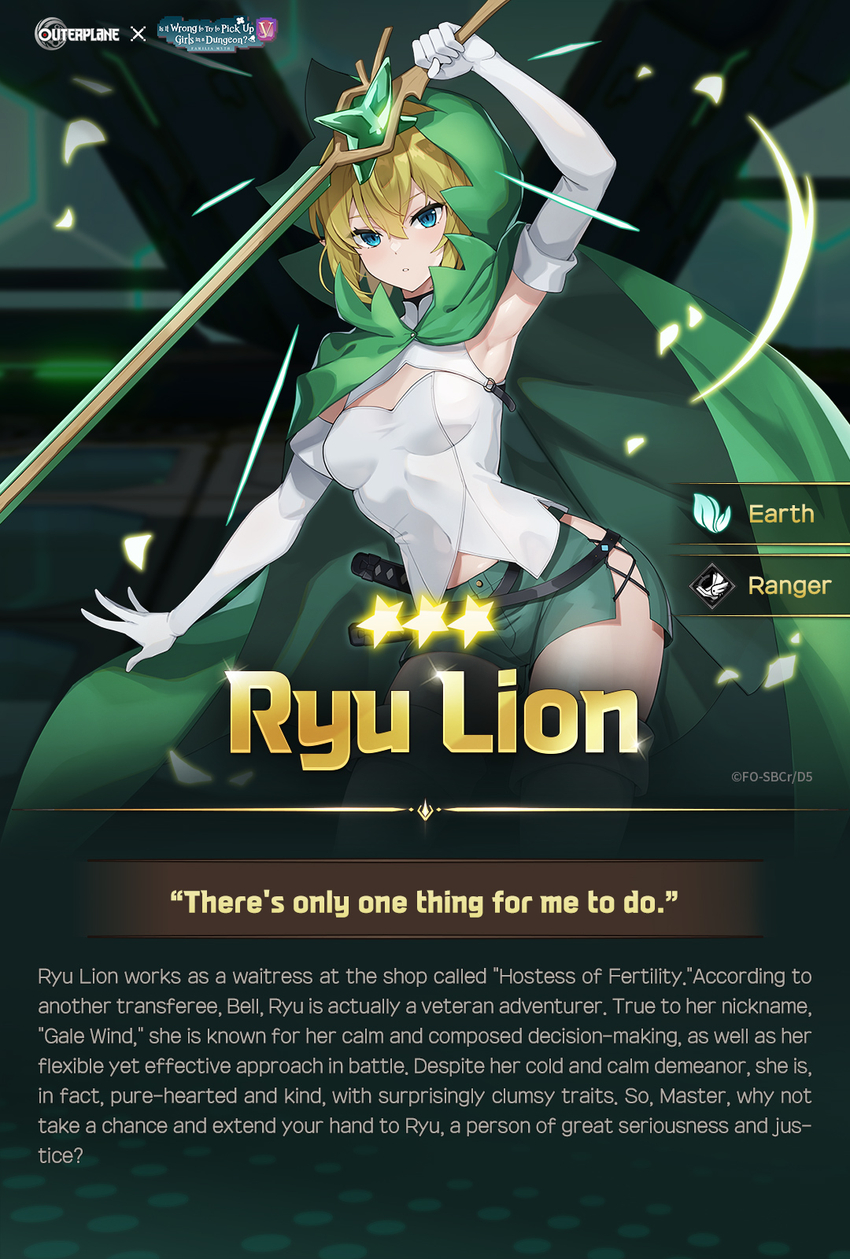 OUTERPLANE × Is it Wrong to Try to Pick Up
Girls in a Dungeon? V
FAMILIA MYTH
Earth
Ranger
Ryu Lion
©FO-SBCr/D5
“There's only one thing for me to do.”
Ryu Lion works as a waitress at the shop called "Hostess of Fertility."According to
another transferee, Bell, Ryu is actually a veteran adventurer. True to her nickname,
"Gale Wind," she is known for her calm and composed decision-making, as well as her
flexible yet effective approach in battle. Despite her cold and calm demeanor, she is,
in fact, pure-hearted and kind, with surprisingly clumsy traits. So, Master, why not
take a chance and extend your hand to Ryu, a person of great seriousness and jus-
tice?